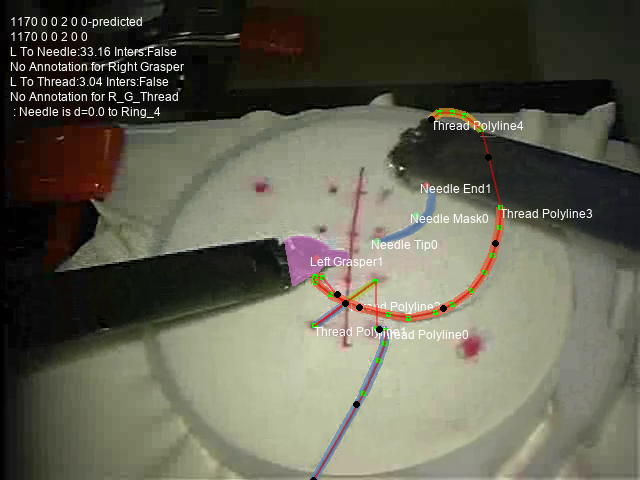 1170 0 0 2 0 0-predicted
1170 0 0 2 0 0
L To Needle:33.16 Inters:False
No Annotation for Right Grasper
L To Thread:3.04 Inters:False
No Annotation for R_G_Thread
: Needle is d=0.0 to Ring_4
Thread Polyline4
Needle End1
Thread Polyline3
Needle Mask0
Needle Tip0
Left Grasper1
Polyline
Thread Polyline1
Polyline0